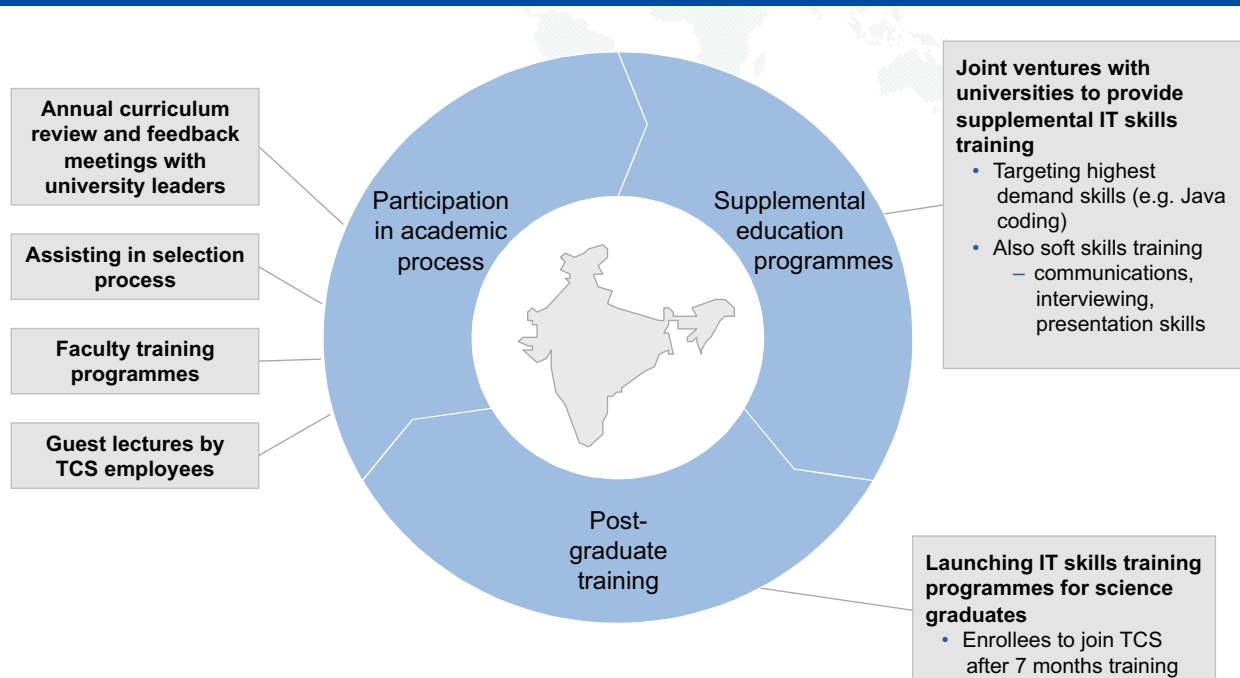 Annual curriculum
review and feedback
meetings with
university leaders
Assisting in selection
process
Faculty training
programmes
Guest lectures by
TCS employees
Participation
in academic
process
Supplemental
education
programmes
Post-
graduate
training
Joint ventures with
universities to provide
supplemental IT skills
training
• Targeting highest
demand skills (e.g. Java
coding)
• Also soft skills training
– communications,
interviewing,
presentation skills
Launching IT skills training
programmes for science
graduates
• Enrollees to join TCS
after 7 months training